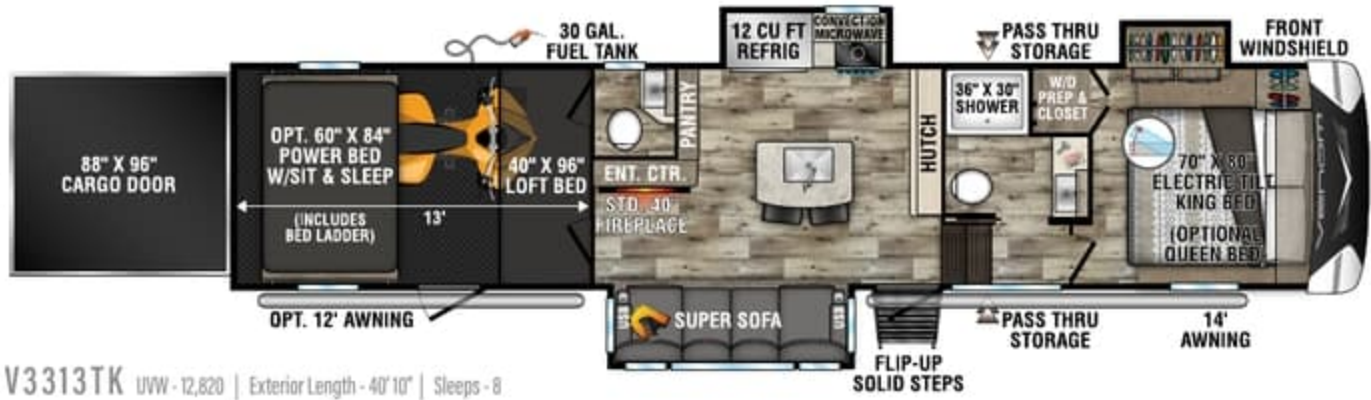 30 GAL.
FUEL TANK
12 CU FT
REFRIG
CONVECTION
MICROWAVE
PASS THRU
STORAGE
FRONT
WINDSHIELD
88" X 96"
CARGO DOOR
OPT. 60" X 84"
POWER BED
W/SIT & SLEEP
(INCLUDES
BED LADDER)
13'
40" X 96"
LOFT BED
PANTRY
ENT. CTR.
STD. 40"
FIREPLACE
HUTCH
36" X 30"
SHOWER
W/D
PREP &
CLOSET
70" X 80"
ELECTRIC TILT
KING BED
(OPTIONAL
QUEEN BED)
VENOM
OPT. 12' AWNING
USB
SUPER SOFA
USB
FLIP-UP
SOLID STEPS
PASS THRU
STORAGE
14'
AWNING
V3313TK UVW - 12,820 | Exterior Length - 40' 10" | Sleeps - 8